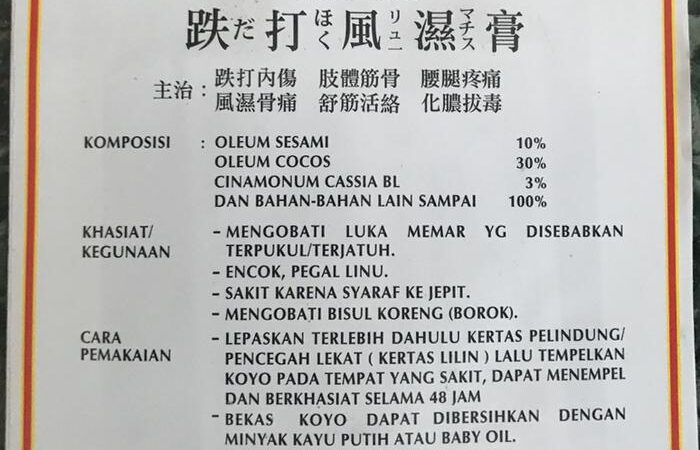 跌だ打ほく風リュー濕マチス膏
主治 : 跌打內傷 肢體筋骨 腰腿疼痛
風濕骨痛 舒筋活絡 化膿拔毒
KOMPOSISI : OLEUM SESAMI 10%
OLEUM COCOS 30%
CINAMONUM CASSIA BL 3%
DAN BAHAN-BAHAN LAIN SAMPAI 100%
KHASIAT/ - MENGOBATI LUKA MEMAR YG DISEBABKAN
KEGUNAAN TERPUKUL/TERJATUH.
- ENCOK, PEGAL LINU.
- SAKIT KARENA SYARAF KE JEPIT.
- MENGOBATI BISUL KORENG (BOROK).
CARA - LEPASKAN TERLEBIH DAHULU KERTAS PELINDUNG/
PEMAKAIAN PENCEGAH LEKAT ( KERTAS LILIN ) LALU TEMPELKAN
KOYO PADA TEMPAT YANG SAKIT, DAPAT MENEMPEL
DAN BERKHASIAT SELAMA 48 JAM
- BEKAS KOYO DAPAT DIBERSIHKAN DENGAN
MINYAK KAYU PUTIH ATAU BABY OIL.